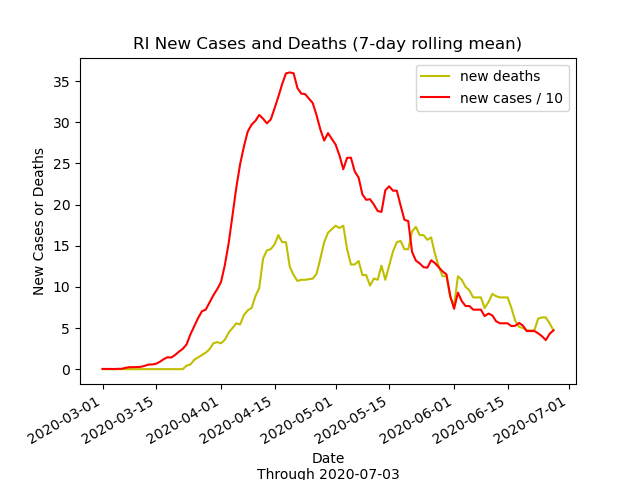 RI New Cases and Deaths (7-day rolling mean)
new deaths
new cases / 10
35
30
25
20
15
10
5
0
New Cases or Deaths
2020-03-01
2020-03-15
2020-04-01
2020-04-15
2020-05-01
2020-05-15
2020-06-01
2020-06-15
2020-07-01
Date
Through 2020-07-03